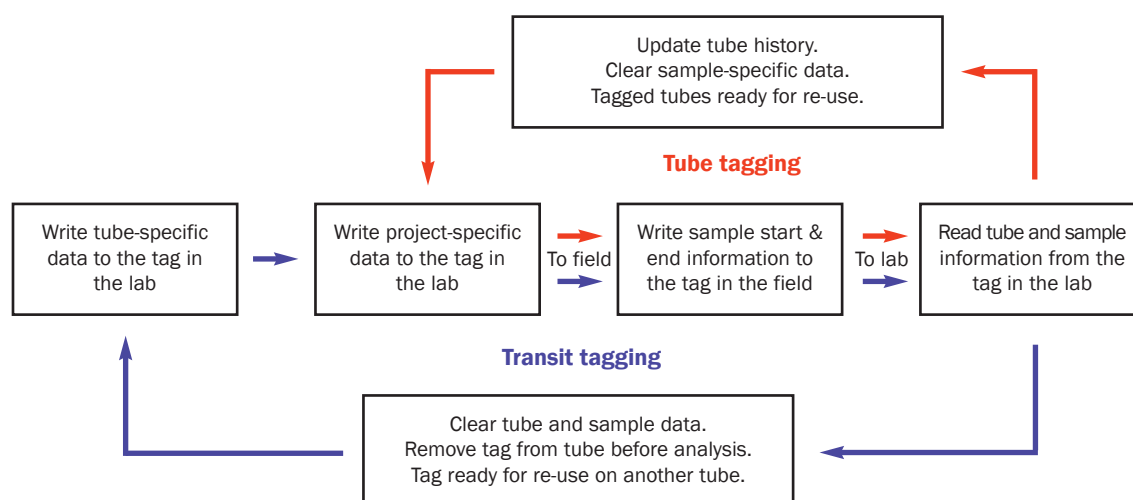 Update tube history.
Clear sample-specific data.
Tagged tubes ready for re-use.
Tube tagging
Write tube-specific
data to the tag in
the lab
Write project-specific
data to the tag in
the lab
To field
Write sample start &
end information to
the tag in the field
To lab
Read tube and sample
information from the
tag in the lab
Transit tagging
Clear tube and sample data.
Remove tag from tube before analysis.
Tag ready for re-use on another tube.